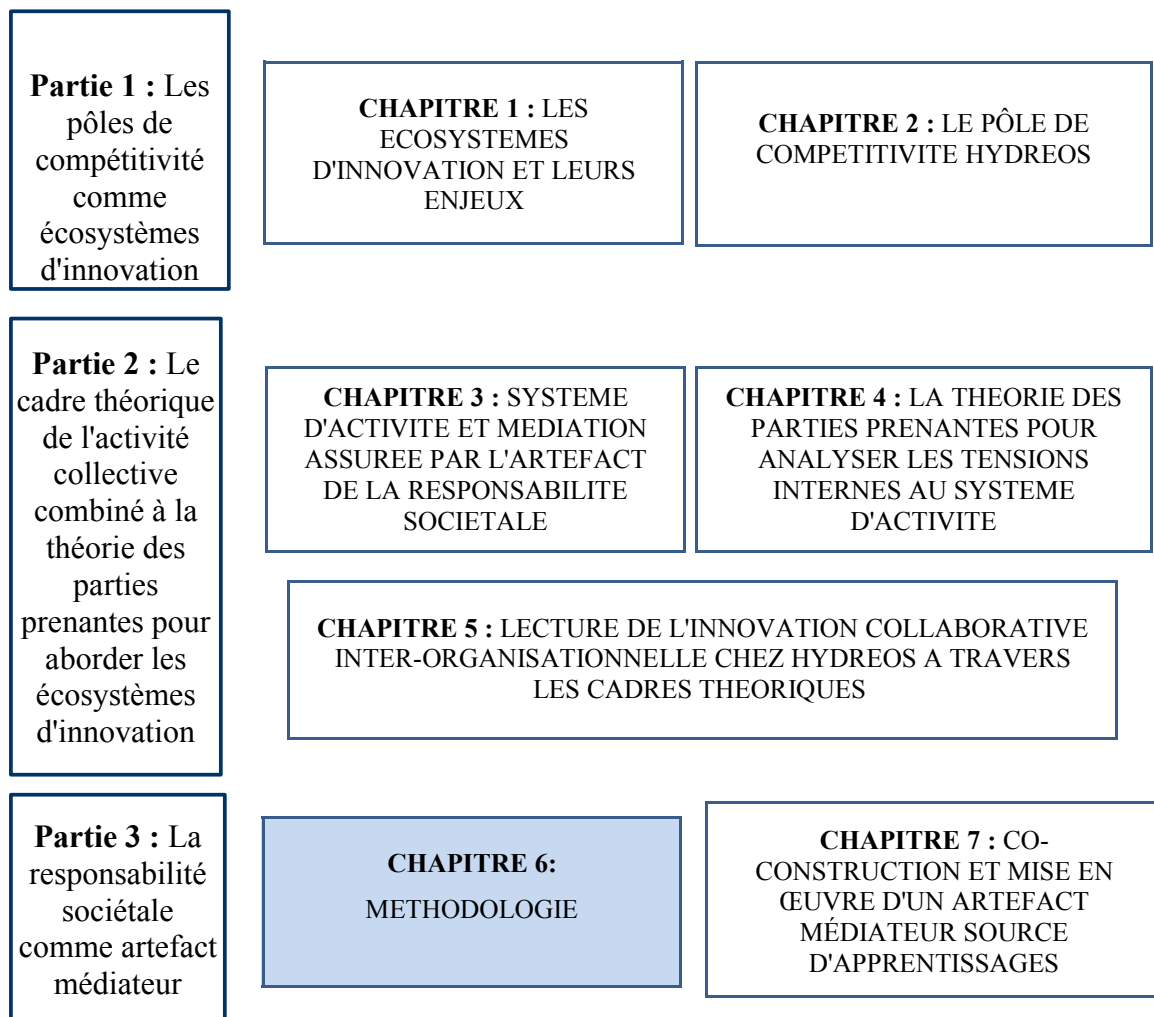 Partie 1 : Les
pôles de
compétitivité
comme
écosystèmes
d'innovation
CHAPITRE 1 : LES
ECOSYSTEMES
D'INNOVATION ET LEURS
ENJEUX
CHAPITRE 2 : LE PÔLE DE
COMPETITIVITE HYDREOS
Partie 2 : Le
cadre théorique
de l'activité
collective
combiné à la
théorie des
parties
prenantes pour
aborder les
écosystèmes
d'innovation
CHAPITRE 3 : SYSTEME
D'ACTIVITE ET MEDIATION
ASSUREE PAR L'ARTEFACT
DE LA RESPONSABILITE
SOCIETALE
CHAPITRE 4 : LA THEORIE DES
PARTIES PRENANTES POUR
ANALYSER LES TENSIONS
INTERNES AU SYSTEME
D'ACTIVITE
CHAPITRE 5 : LECTURE DE L'INNOVATION COLLABORATIVE
INTER-ORGANISATIONNELLE CHEZ HYDREOS A TRAVERS
LES CADRES THEORIQUES
Partie 3 : La
responsabilité
sociétale
comme artefact
médiateur
CHAPITRE 6:
METHODOLOGIE
CHAPITRE 7 : CO-
CONSTRUCTION ET MISE EN
ŒUVRE D'UN ARTEFACT
MÉDIATEUR SOURCE
D'APPRENTISSAGES